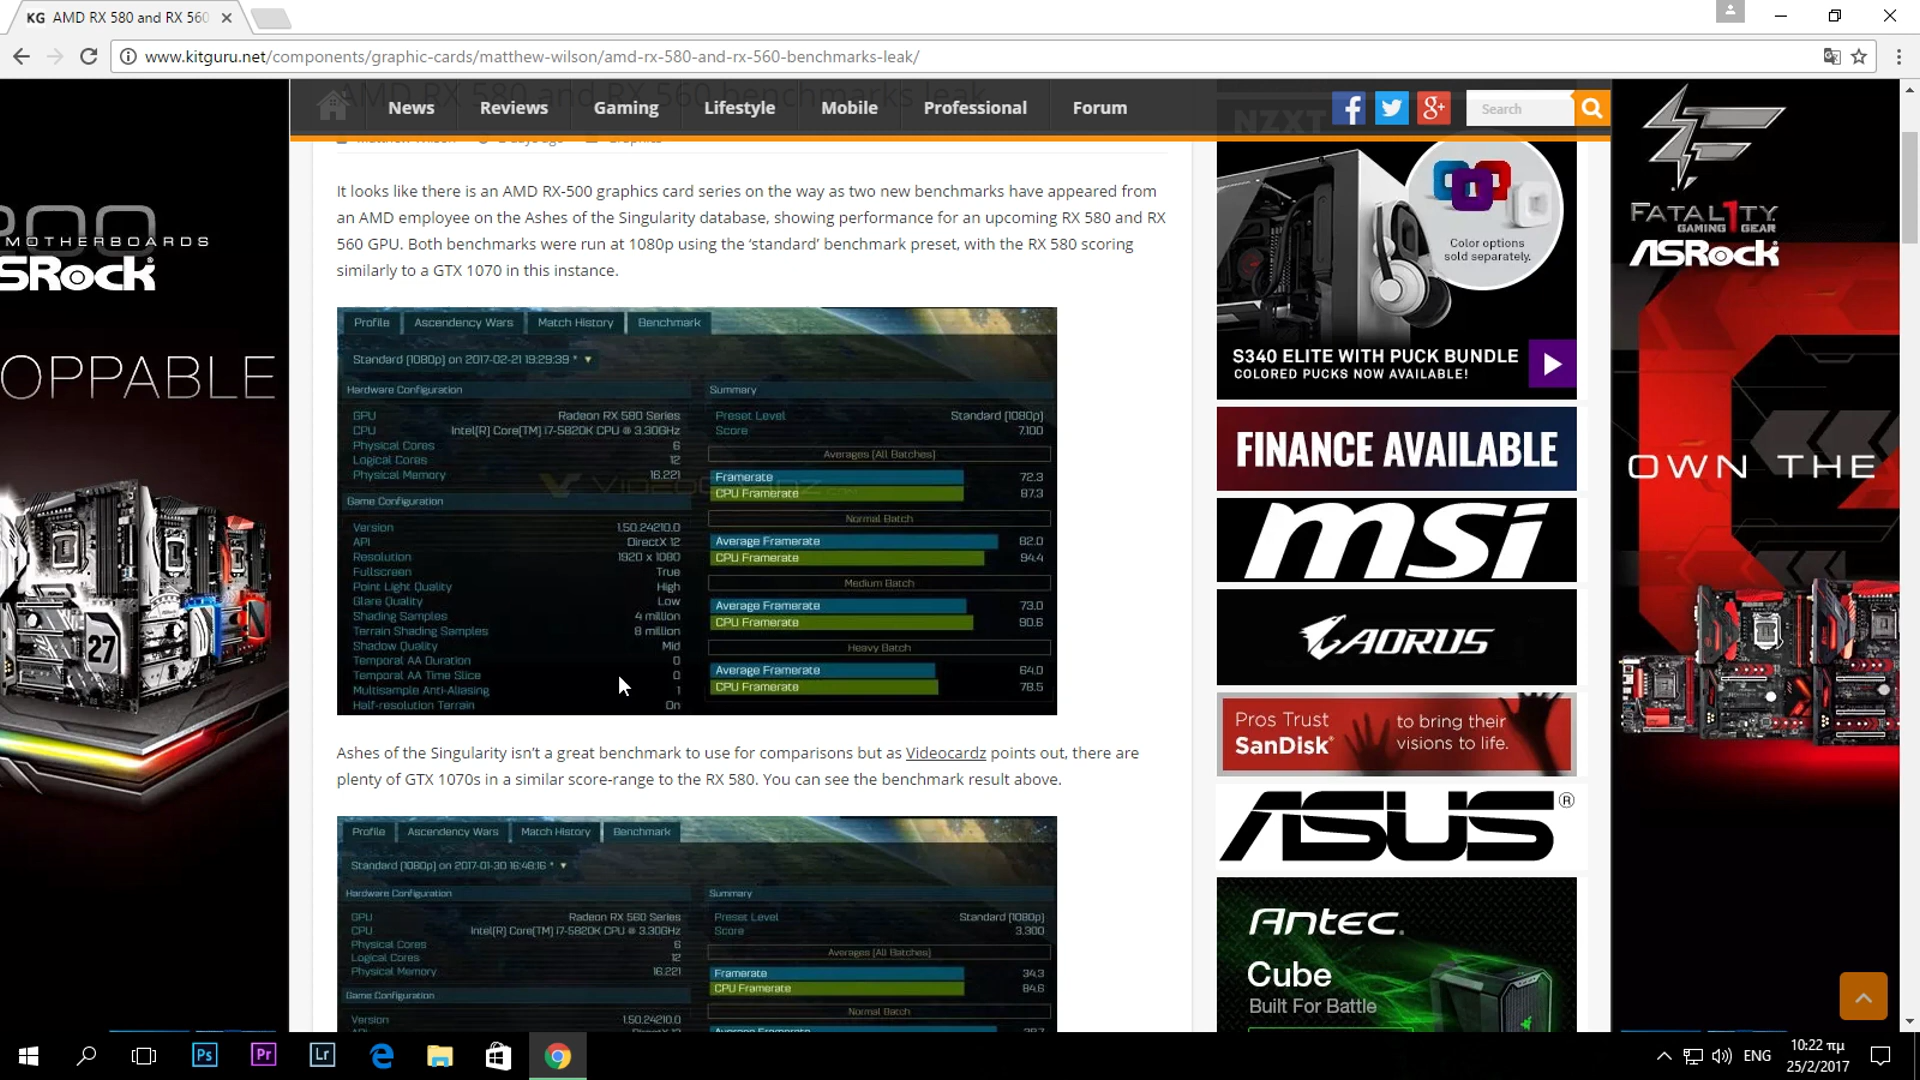 KG AMD RX 580 and RX 560
www.kitguru.net/components/graphic-cards/matthew-wilson/amd-rx-580-and-rx-560-benchmarks-leak/
AMD RX 580 and RX 560 benchmarks leak
News Reviews Gaming Lifestyle Mobile Professional Forum
Search
It looks like there is an AMD RX-500 graphics card series on the way as two new benchmarks have appeared from
an AMD employee on the Ashes of the Singularity database, showing performance for an upcoming RX 580 and RX
560 GPU. Both benchmarks were run at 1080p using the ‘standard’ benchmark preset, with the RX 580 scoring
similarly to a GTX 1070 in this instance.
Profile Ascendency Wars Match History Benchmark
Standard [1080p] on 2017-02-21 19:29:39 *
Hardware Configuration
GPU Radeon RX 580 Series
CPU Intel(R) Core(TM) i7-5820K CPU @ 3.30GHz
Physical Cores 6
Logical Cores 12
Physical Memory 16.221
Game Configuration
Version 1.50.24210.0
API DirectX 12
Resolution 1920 x 1080
Fullscreen True
Point Light Quality High
Glare Quality Low
Shading Samples 4 million
Terrain Shading Samples 8 million
Shadow Quality Mid
Temporal AA Duration 0
Temporal AA Time Slice 0
Multisample Anti-Aliasing 1
Half-resolution Terrain On
Summary
Preset Level Standard [1080p]
Score 7,100
Averages [All Batches]
Framerate 72.3
CPU Framerate 87.3
Normal Batch
Average Framerate 82.0
CPU Framerate 94.4
Medium Batch
Average Framerate 73.0
CPU Framerate 90.6
Heavy Batch
Average Framerate 64.0
CPU Framerate 78.5
Ashes of the Singularity isn’t a great benchmark to use for comparisons but as Videocardz points out, there are
plenty of GTX 1070s in a similar score-range to the RX 580. You can see the benchmark result above.
Profile Ascendency Wars Match History Benchmark
Standard [1080p] on 2017-01-30 16:48:16 *
Hardware Configuration
GPU Radeon RX 560 Series
CPU Intel(R) Core(TM) i7-5820K CPU @ 3.30GHz
Physical Cores 6
Logical Cores 12
Physical Memory 16.221
Game Configuration
Version 1.50.24210.0
Summary
Preset Level Standard [1080p]
Score 3,300
Averages [All Batches]
Framerate 34.3
CPU Framerate 84.6
Normal Batch
NZXT
Color options
sold separately.
S340 ELITE WITH PUCK BUNDLE
COLORED PUCKS NOW AVAILABLE!
FINANCE AVAILABLE
msi
AORUS
Pros Trust
SanDisk®
to bring their
visions to life.
ASUS®
Antec.
Cube
Built For Battle
MOTHERBOARDS
SRock
OPPABLE
27
FATAL1TY
GAMING GEAR
ASRock
OWN THE
Ps Pr Lr
ENG
10:22 πμ
25/2/2017